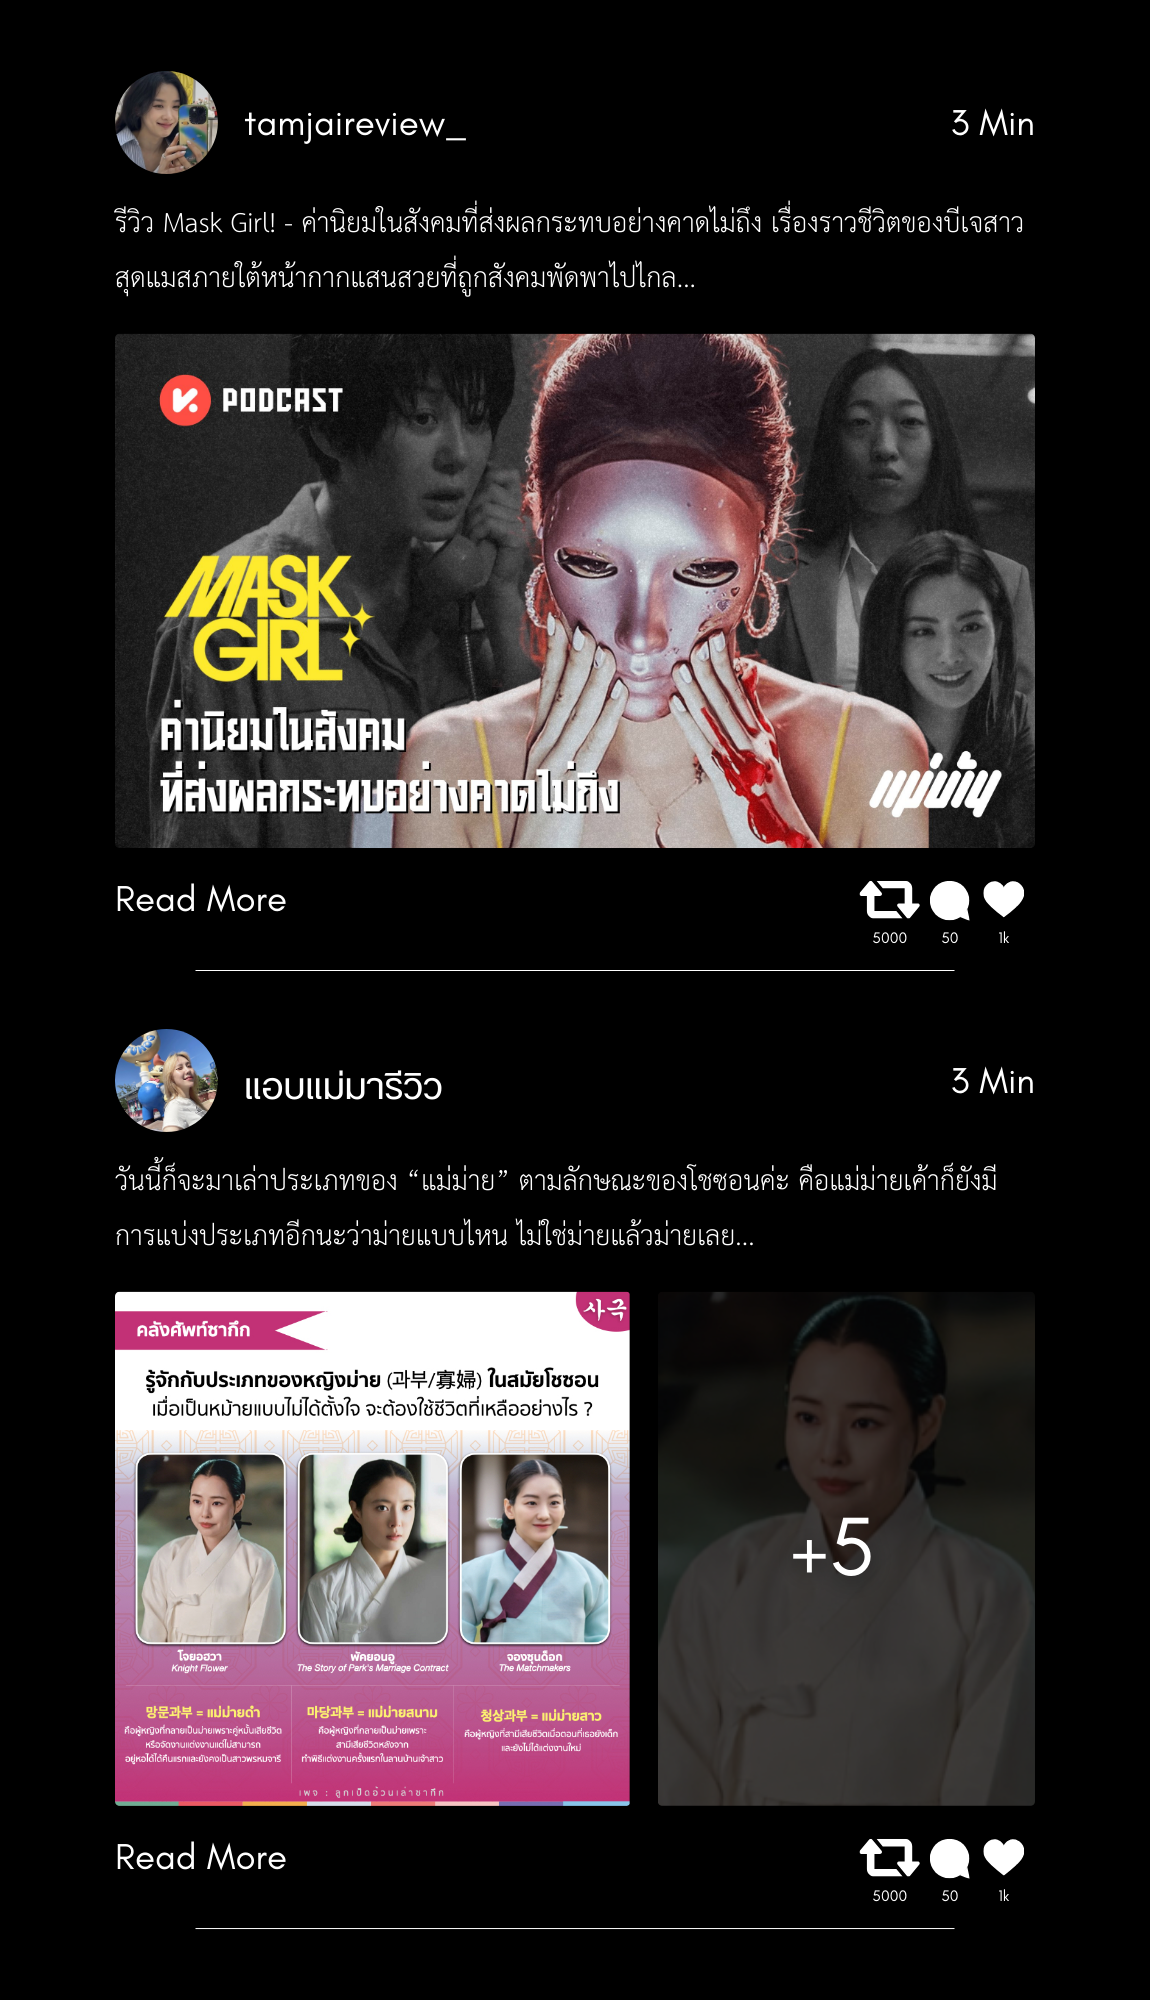 tamjaireview_
3 Min
รีวิว Mask Girl! - ค่านิยมในสังคมที่ส่งผลกระทบอย่างคาดไม่ถึง เรื่องราวชีวิตของบีเจสาว
สุดแมสภายใต้หน้ากากแสนสวยที่ถูกสังคมพัดพาไปไกล...
PODCAST
MASK
GIRL
ค่านิยมในสังคม
ที่ส่งผลกระทบอย่างคาดไม่ถึง
Read More
5000
50
1k
แอบแม่มารีวิว
3 Min
วันนี้ก็จะมาเล่าประเภทของ “แม่ม่าย” ตามลักษณะของโชซอนค่ะ คือแม่ม่ายเค้าก็ยังมี
การแบ่งประเภทอีกนะว่าม่ายแบบไหน ไม่ใช่ม่ายแล้วม่ายเลย...
사극
คลังศัพท์ซากึก
รู้จักกับประเภทของหญิงม่าย (과부/寡婦) ในสมัยโชซอน
เมื่อเป็นหม้ายแบบไม่ได้ตั้งใจ จะต้องใช้ชีวิตที่เหลืออย่างไร ?
+5
โจยอฮวา
Knight Flower
พัคยอนอู
The Story of Park's Marriage Contract
จองซุนด็อก
The Matchmakers
망문과부 = แม่ม่ายดำ
คือผู้หญิงที่กลายเป็นม่ายเพราะคู่หมั้นเสียชีวิต
หรือจัดงานแต่งงานแต่ไม่สามารถ
อยู่หอได้ได้คืนแรกและยังคงเป็นสาวพรหมจารี
마당과부 = แม่ม่ายสนาม
คือผู้หญิงที่กลายเป็นม่ายเพราะ
สามีเสียชีวิตหลังจาก
ทำพิธีแต่งงานครั้งแรกในลานบ้านเจ้าสาว
청상과부 = แม่ม่ายสาว
คือผู้หญิงที่สามีเสียชีวิตเมื่อตอนที่เธอยังเด็ก
และยังไม่ได้แต่งงานใหม่
เพจ : ลูกเป็ดอ้วนเล่าซากึก
Read More
5000
50
1k